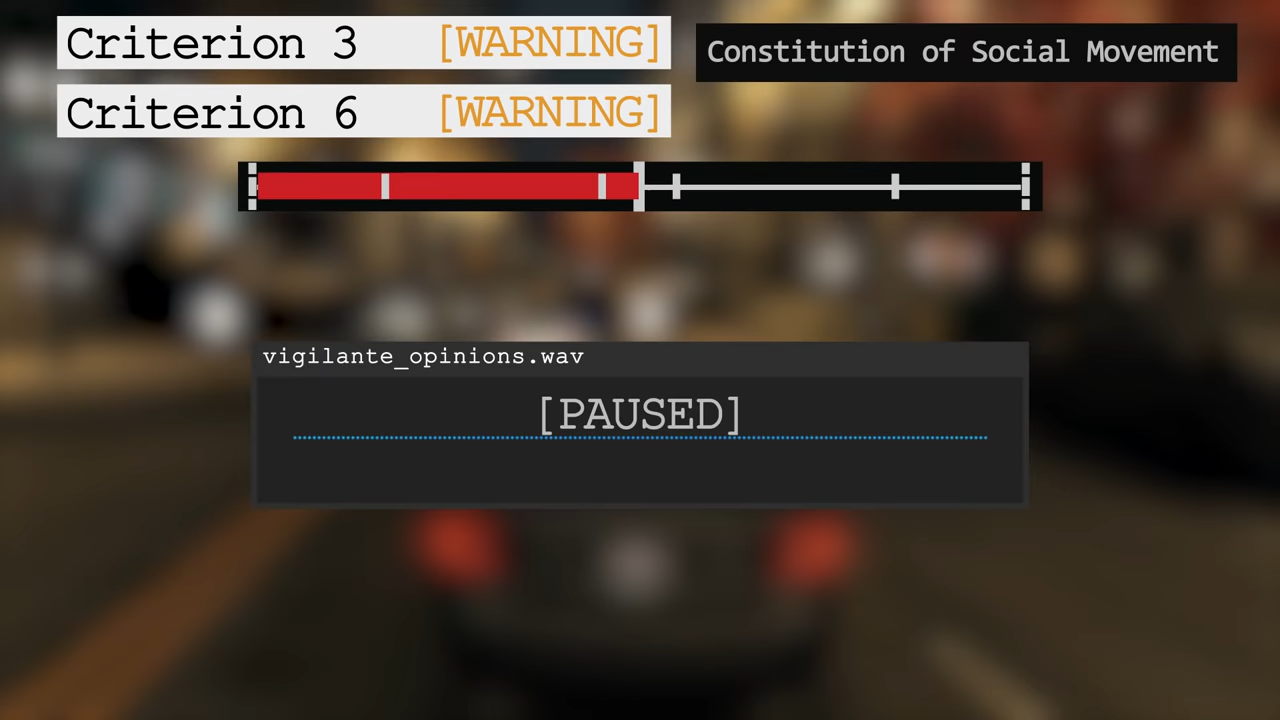 Criterion 3 [WARNING]
Constitution of Social Movement
Criterion 6 [WARNING]
vigilante_opinions.wav
[PAUSED]